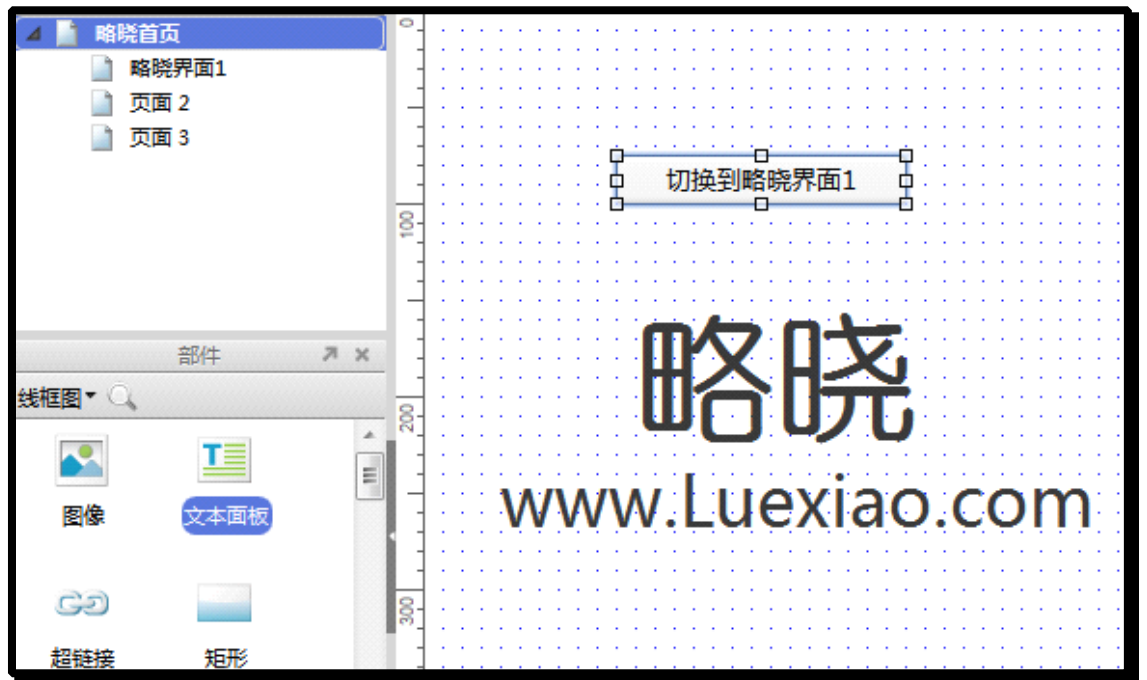 略晓首页
略晓界面1
页面 2
页面 3
部件
线框图
图像
文本面板
超链接
矩形
0
100
200
300
切换到略晓界面1
略晓
www.Luexiao.com